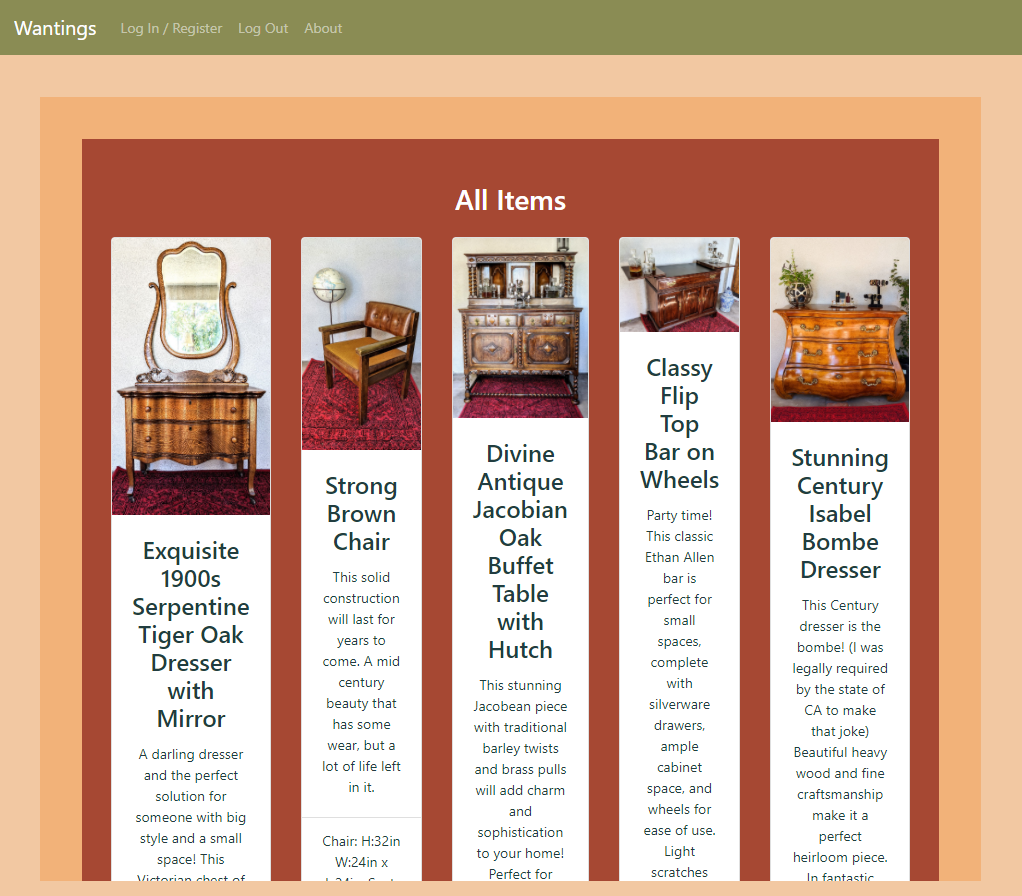 Wantings Log In / Register Log Out About
All Items
Exquisite
1900s
Serpentine
Tiger Oak
Dresser
with
Mirror
A darling dresser
and the perfect
solution for
someone with big
style and a small
space! This
Victorian chest of
Strong
Brown
Chair
This solid
construction
will last for
years to
come. A mid
century
beauty that
has some
wear, but a
lot of life left
in it.
Chair: H:32in
W:24in x
Divine
Antique
Jacobian
Oak
Buffet
Table
with
Hutch
This stunning
Jacobean piece
with traditional
barley twists
and brass pulls
will add charm
and
sophistication
to your home!
Perfect for
Classy
Flip
Top
Bar on
Wheels
Party time!
This classic
Ethan Allen
bar is
perfect for
small
spaces,
complete
with
silverware
drawers,
ample
cabinet
space, and
wheels for
ease of use.
Light
scratches
Stunning
Century
Isabel
Bombe
Dresser
This Century
dresser is the
bombe! (I was
legally required
by the state of
CA to make
that joke)
Beautiful heavy
wood and fine
craftsmanship
make it a
perfect
heirloom piece.
In fantastic